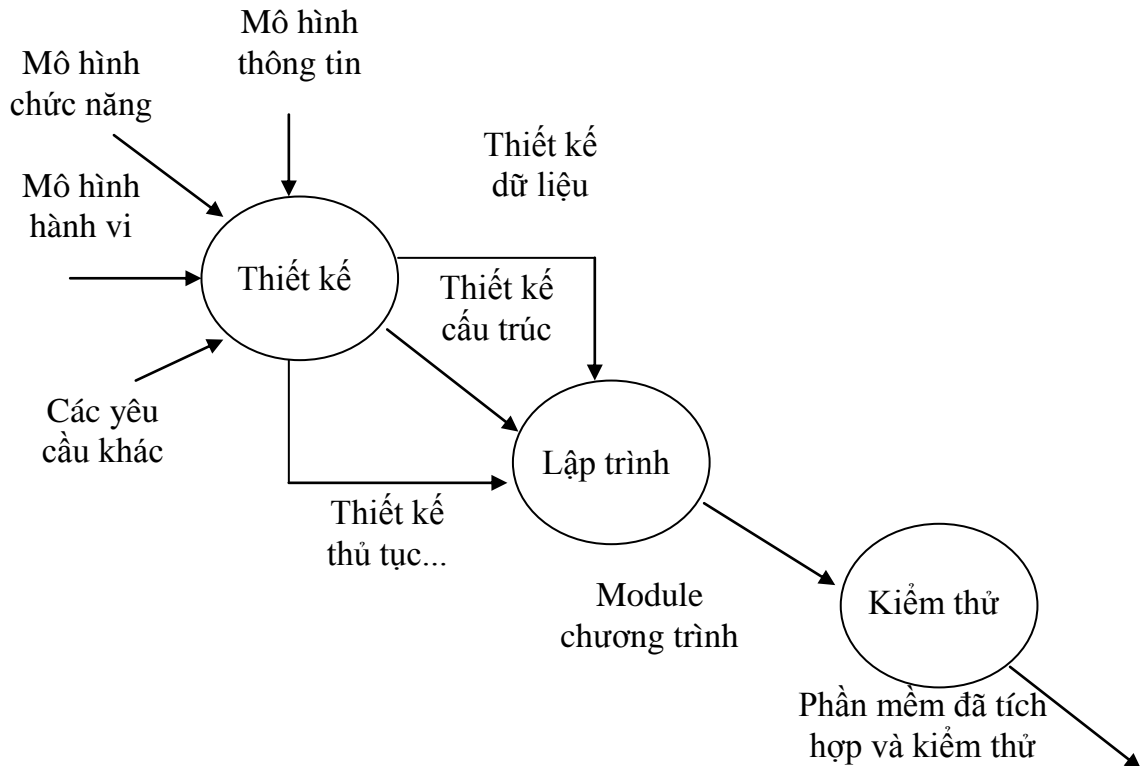 Mô hình
thông tin
Mô hình
chức năng
Thiết kế
dữ liệu
Mô hình
hành vi
Thiết kế
Thiết kế
cấu trúc
Các yêu
cầu khác
Lập trình
Thiết kế
thủ tục...
Module
chương trình
Kiểm thử
Phần mềm đã tích
hợp và kiểm thử